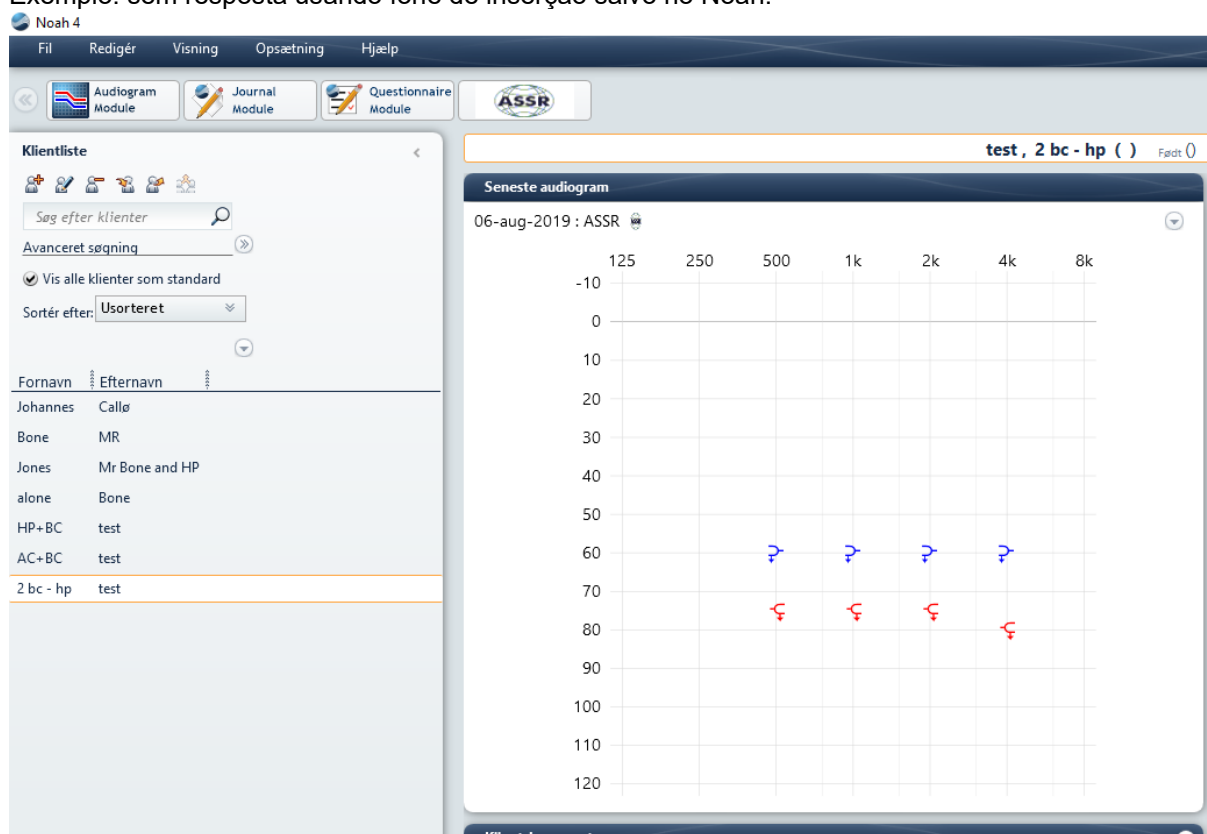 Exemplo: sem resposta usando fone de inserção salvo no Noah.
Noah 4
Fil Redigér Visning Opsætning Hjælp
Audiogram Module
Journal Module
Questionnaire Module
ASSR
Klientliste
test , 2 bc - hp ( ) Født ()
Søg efter klienter
Avanceret søgning
Vis alle klienter som standard
Sortér efter: Usorteret
Fornavn Efternavn
Johannes Callø
Bone MR
Jones Mr Bone and HP
alone Bone
HP+BC test
AC+BC test
2 bc - hp test
Seneste audiogram
06-aug-2019 : ASSR
125 250 500 1k 2k 4k 8k
-10
0
10
20
30
40
50
60
70
80
90
100
110
120